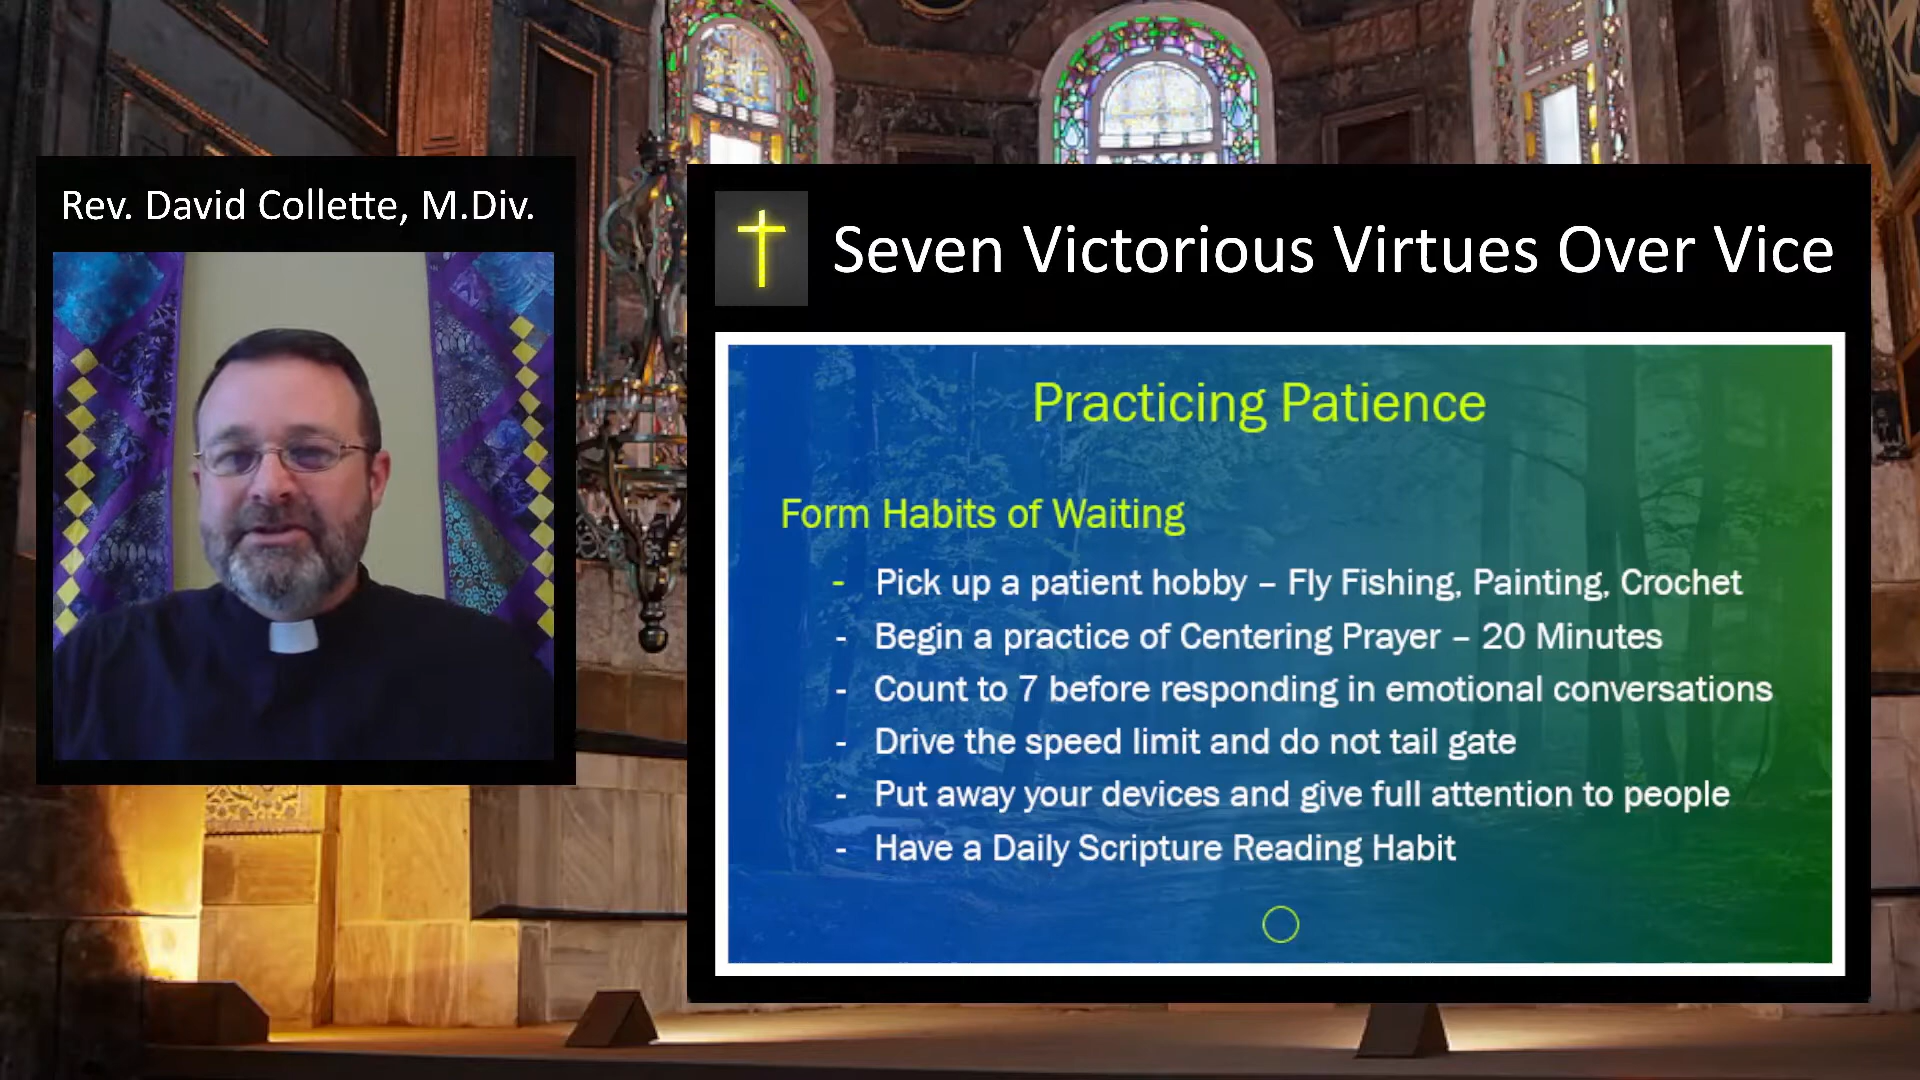 Rev. David Collette, M.Div.
Seven Victorious Virtues Over Vice
Practicing Patience
Form Habits of Waiting
- Pick up a patient hobby – Fly Fishing, Painting, Crochet
- Begin a practice of Centering Prayer – 20 Minutes
- Count to 7 before responding in emotional conversations
- Drive the speed limit and do not tail gate
- Put away your devices and give full attention to people
- Have a Daily Scripture Reading Habit